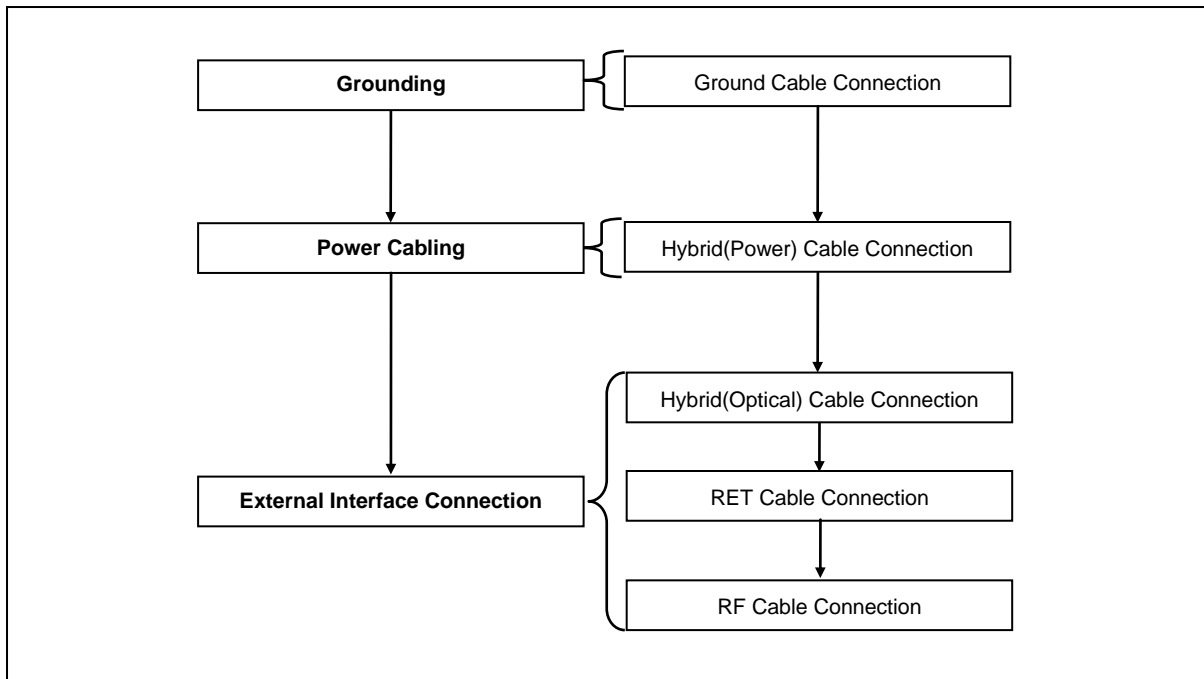 Grounding
Ground Cable Connection
Power Cabling
Hybrid(Power) Cable Connection
Hybrid(Optical) Cable Connection
External Interface Connection
RET Cable Connection
RF Cable Connection